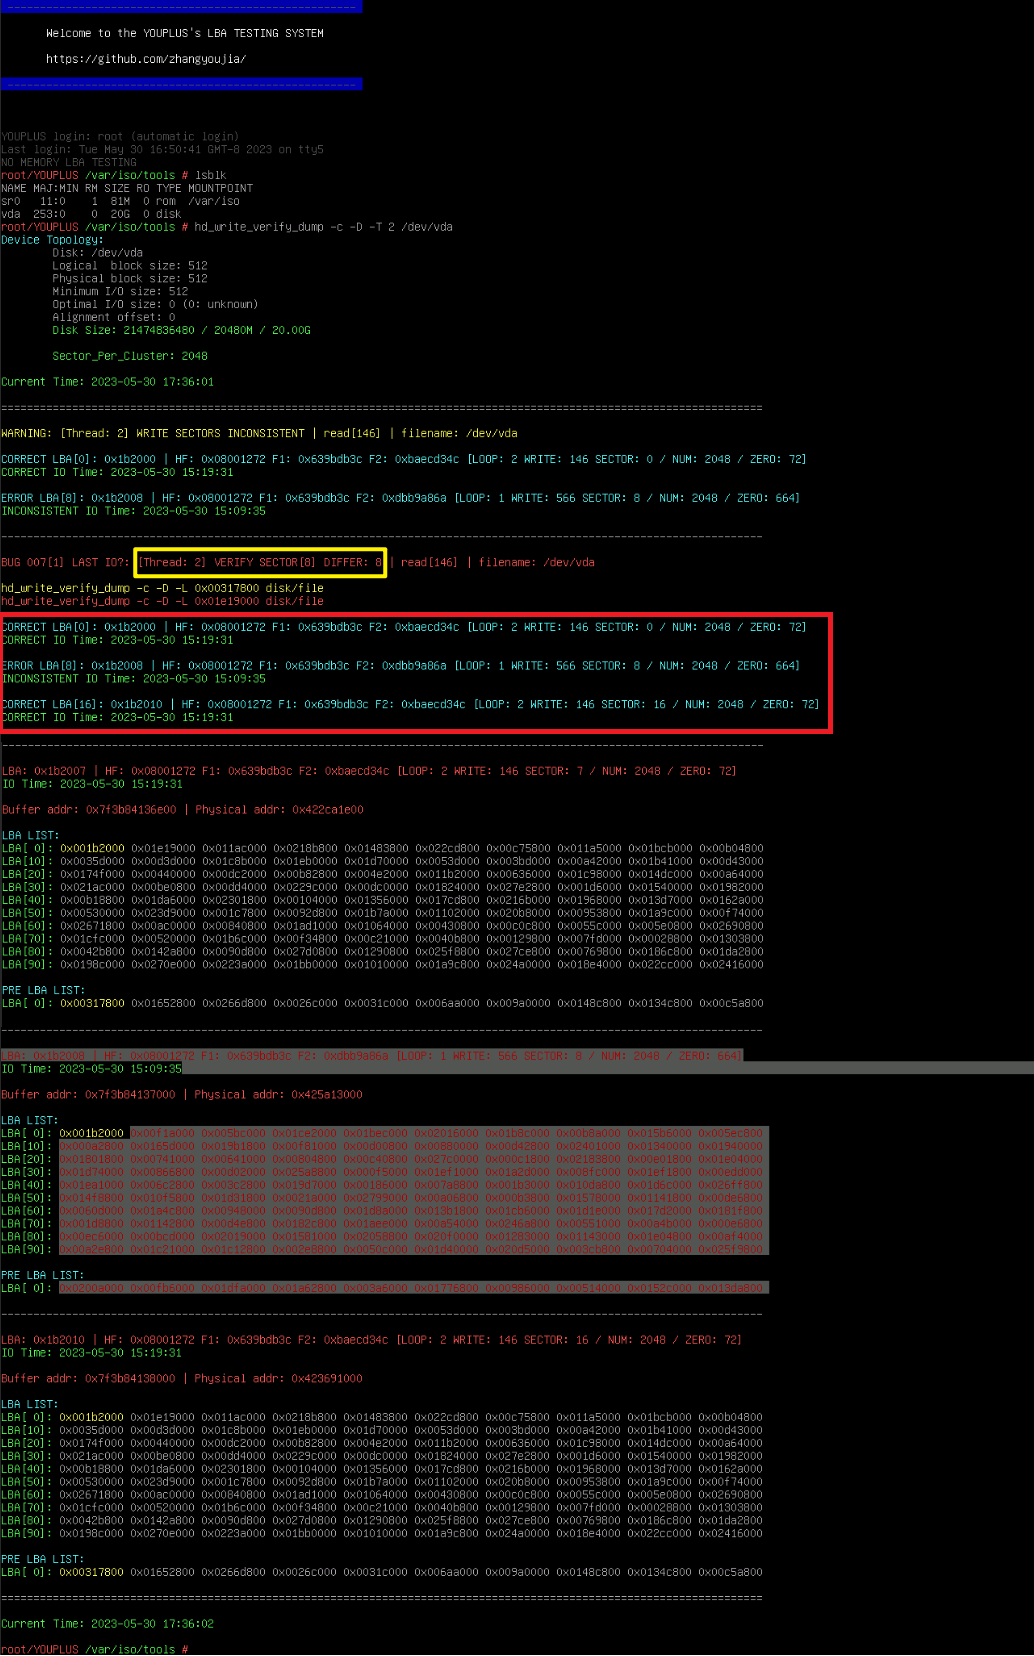 ------------------------------------------------------
Welcome to the YOUPLUS's LBA TESTING SYSTEM
https://github.com/zhangyoujia/
------------------------------------------------------
YOUPLUS login: root (automatic login)
Last login: Tue May 30 16:50:41 GMT-8 2023 on tty5
NO MEMORY LBA TESTING
root/YOUPLUS /var/iso/tools # lsblk
NAME MAJ:MIN RM SIZE RO TYPE MOUNTPOINT
sr0   11:0    1  81M  0 rom  /var/iso
vda  253:0    0  20G  0 disk
root/YOUPLUS /var/iso/tools # hd_write_verify_dump -c -D -T 2 /dev/vda
Device Topology:
Disk: /dev/vda
Logical  block size: 512
Physical block size: 512
Minimum I/O size: 512
Optimal I/O size: 0 (0: unknown)
Alignment offset: 0
Disk Size: 21474836480 / 20480M / 20.00G
Sector_Per_Cluster: 2048
Current Time: 2023-05-30 17:36:01
WARNING: [Thread: 2] WRITE SECTORS INCONSISTENT | read[146] | filename: /dev/vda
CORRECT LBA[0]: 0x1b2000 | HF: 0x08001272 F1: 0x639bdb3c F2: 0xbaecd34c [LOOP: 2 WRITE: 146 SECTOR: 0 / NUM: 2048 / ZERO: 72]
CORRECT IO Time: 2023-05-30 15:19:31
ERROR LBA[8]: 0x1b2008 | HF: 0x08001272 F1: 0x639bdb3c F2: 0xdbb9a86a [LOOP: 1 WRITE: 566 SECTOR: 8 / NUM: 2048 / ZERO: 664]
INCONSISTENT IO Time: 2023-05-30 15:09:35
BUG 007[1] LAST IO?: [Thread: 2] VERIFY SECTOR[8] DIFFER: 8 | read[146] | filename: /dev/vda
hd_write_verify_dump -c -D -L 0x00317800 disk/file
hd_write_verify_dump -c -D -L 0x01e19000 disk/file
CORRECT LBA[0]: 0x1b2000 | HF: 0x08001272 F1: 0x639bdb3c F2: 0xbaecd34c [LOOP: 2 WRITE: 146 SECTOR: 0 / NUM: 2048 / ZERO: 72]
CORRECT IO Time: 2023-05-30 15:19:31
ERROR LBA[8]: 0x1b2008 | HF: 0x08001272 F1: 0x639bdb3c F2: 0xdbb9a86a [LOOP: 1 WRITE: 566 SECTOR: 8 / NUM: 2048 / ZERO: 664]
INCONSISTENT IO Time: 2023-05-30 15:09:35
CORRECT LBA[16]: 0x1b2010 | HF: 0x08001272 F1: 0x639bdb3c F2: 0xbaecd34c [LOOP: 2 WRITE: 146 SECTOR: 16 / NUM: 2048 / ZERO: 72]
CORRECT IO Time: 2023-05-30 15:19:31
LBA: 0x1b2007 | HF: 0x08001272 F1: 0x639bdb3c F2: 0xbaecd34c [LOOP: 2 WRITE: 146 SECTOR: 7 / NUM: 2048 / ZERO: 72]
IO Time: 2023-05-30 15:19:31
Buffer addr: 0x7f3b84136e00 | Physical addr: 0x422ca1e00
LBA LIST:
LBA[ 0]: 0x001b2000 0x01e19000 0x011ac000 0x0218b800 0x01483800 0x022cd800 0x00c75800 0x011a5000 0x01bcb000 0x00b04800
LBA[10]: 0x0035d000 0x00d3d000 0x01c8b000 0x01eb0000 0x01d70000 0x0053d000 0x003bd000 0x00a42000 0x01b41000 0x00d43000
LBA[20]: 0x0174f000 0x00440000 0x00dc2000 0x00b82800 0x004e2000 0x011b2000 0x00636000 0x01c98000 0x014dc000 0x00a64000
LBA[30]: 0x021ac000 0x00be0800 0x00dd4000 0x0229c000 0x00dc0000 0x01824000 0x027e2800 0x001d6000 0x01540000 0x01982000
LBA[40]: 0x00b18800 0x01da6000 0x02301800 0x00104000 0x01356000 0x017cd800 0x0216b000 0x01968000 0x013d7000 0x0162a000
LBA[50]: 0x00530000 0x023d9000 0x001c7800 0x0092d800 0x01b7a000 0x01102000 0x020b8000 0x00953800 0x01a9c000 0x00f74000
LBA[60]: 0x02671800 0x00ac0000 0x00840800 0x01ad1000 0x01064000 0x00430800 0x00c0c800 0x0055c000 0x005e0800 0x02690800
LBA[70]: 0x01cfc000 0x00520000 0x01b6c000 0x00f34800 0x00c21000 0x0040b800 0x00129800 0x007fd000 0x00028800 0x01303800
LBA[80]: 0x0042b800 0x0142a800 0x0090d800 0x027d0800 0x01290800 0x025f8800 0x027ce800 0x00769800 0x0186c800 0x01da2800
LBA[90]: 0x0198c000 0x0270e000 0x0223a000 0x01bb0000 0x01010000 0x01a9c800 0x024a0000 0x018e4000 0x022cc000 0x02416000
PRE LBA LIST:
LBA[ 0]: 0x00317800 0x01652800 0x0266d800 0x0026c000 0x0031c000 0x006aa000 0x009a0000 0x0148c800 0x0134c800 0x00c5a800
LBA: 0x1b2008 | HF: 0x08001272 F1: 0x639bdb3c F2: 0xdbb9a86a [LOOP: 1 WRITE: 566 SECTOR: 8 / NUM: 2048 / ZERO: 664]
IO Time: 2023-05-30 15:09:35
Buffer addr: 0x7f3b84137000 | Physical addr: 0x425a13000
LBA LIST:
LBA[ 0]: 0x001b2000
LBA[10]:
LBA[20]:
LBA[30]:
LBA[40]:
LBA[50]:
LBA[60]:
LBA[70]:
LBA[80]:
LBA[90]:
PRE LBA LIST:
LBA[ 0]:
LBA: 0x1b2010 | HF: 0x08001272 F1: 0x639bdb3c F2: 0xbaecd34c [LOOP: 2 WRITE: 146 SECTOR: 16 / NUM: 2048 / ZERO: 72]
IO Time: 2023-05-30 15:19:31
Buffer addr: 0x7f3b84138000 | Physical addr: 0x423691000
LBA LIST:
LBA[ 0]: 0x001b2000 0x01e19000 0x011ac000 0x0218b800 0x01483800 0x022cd800 0x00c75800 0x011a5000 0x01bcb000 0x00b04800
LBA[10]: 0x0035d000 0x00d3d000 0x01c8b000 0x01eb0000 0x01d70000 0x0053d000 0x003bd000 0x00a42000 0x01b41000 0x00d43000
LBA[20]: 0x0174f000 0x00440000 0x00dc2000 0x00b82800 0x004e2000 0x011b2000 0x00636000 0x01c98000 0x014dc000 0x00a64000
LBA[30]: 0x021ac000 0x00be0800 0x00dd4000 0x0229c000 0x00dc0000 0x01824000 0x027e2800 0x001d6000 0x01540000 0x01982000
LBA[40]: 0x00b18800 0x01da6000 0x02301800 0x00104000 0x01356000 0x017cd800 0x0216b000 0x01968000 0x013d7000 0x0162a000
LBA[50]: 0x00530000 0x023d9000 0x001c7800 0x0092d800 0x01b7a000 0x01102000 0x020b8000 0x00953800 0x01a9c000 0x00f74000
LBA[60]: 0x02671800 0x00ac0000 0x00840800 0x01ad1000 0x01064000 0x00430800 0x00c0c800 0x0055c000 0x005e0800 0x02690800
LBA[70]: 0x01cfc000 0x00520000 0x01b6c000 0x00f34800 0x00c21000 0x0040b800 0x00129800 0x007fd000 0x00028800 0x01303800
LBA[80]: 0x0042b800 0x0142a800 0x0090d800 0x027d0800 0x01290800 0x025f8800 0x027ce800 0x00769800 0x0186c800 0x01da2800
LBA[90]: 0x0198c000 0x0270e000 0x0223a000 0x01bb0000 0x01010000 0x01a9c800 0x024a0000 0x018e4000 0x022cc000 0x02416000
PRE LBA LIST:
LBA[ 0]: 0x00317800 0x01652800 0x0266d800 0x0026c000 0x0031c000 0x006aa000 0x009a0000 0x0148c800 0x0134c800 0x00c5a800
Current Time: 2023-05-30 17:36:02
root/YOUPLUS /var/iso/tools #